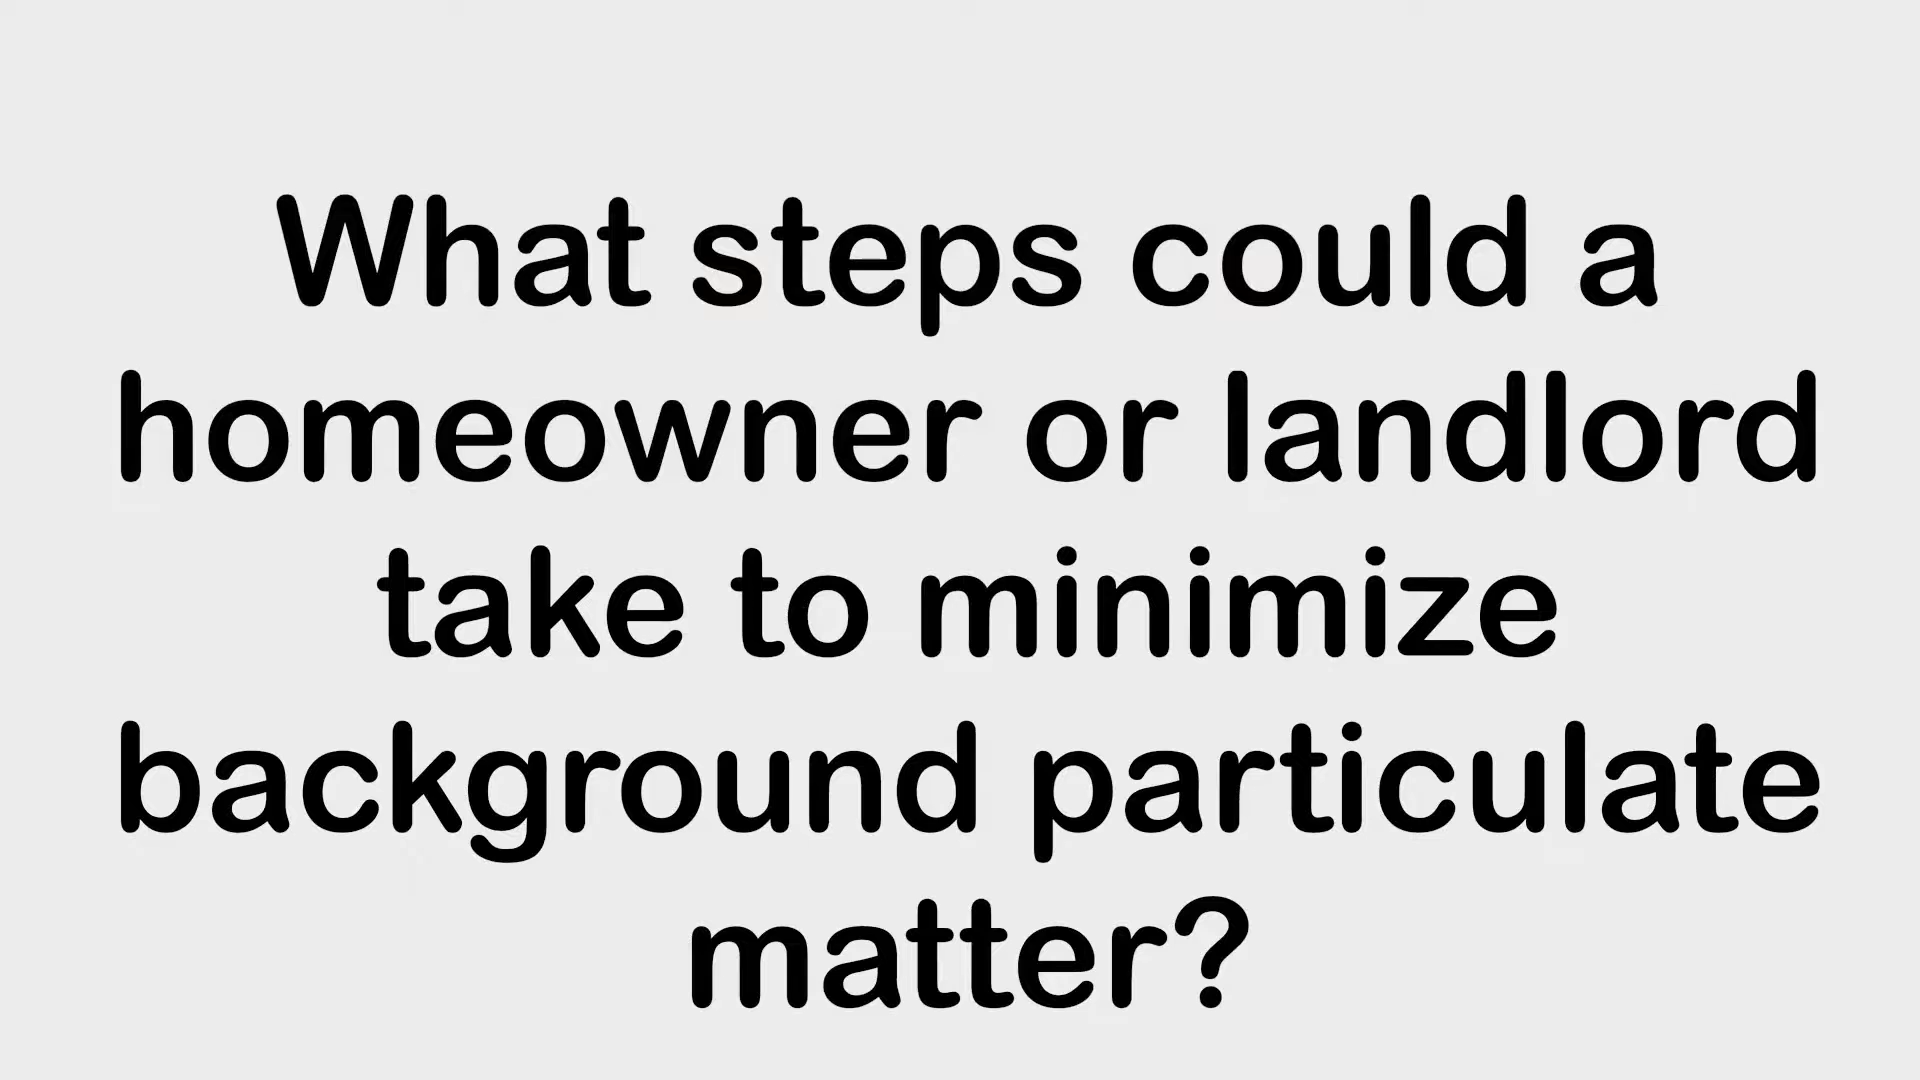 What steps could a
homeowner or landlord
take to minimize
background particulate
matter?